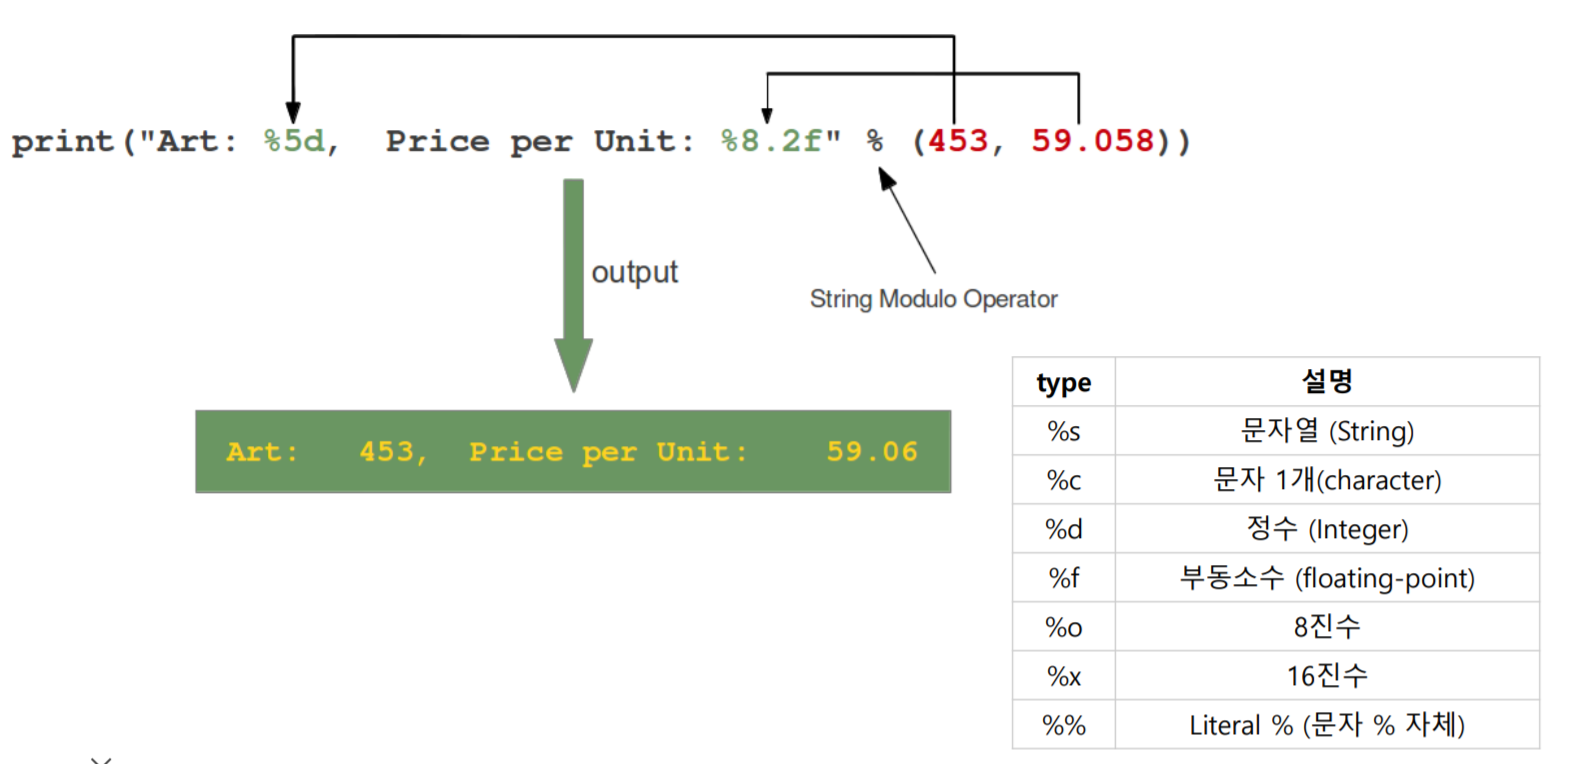 print("Art: %5d,  Price per Unit: %8.2f" % (453, 59.058))
output
String Modulo Operator
Art:   453,  Price per Unit:    59.06
type 설명
%s 문자열 (String)
%c 문자 1개(character)
%d 정수 (Integer)
%f 부동소수 (floating-point)
%o 8진수
%x 16진수
%% Literal % (문자 % 자체)